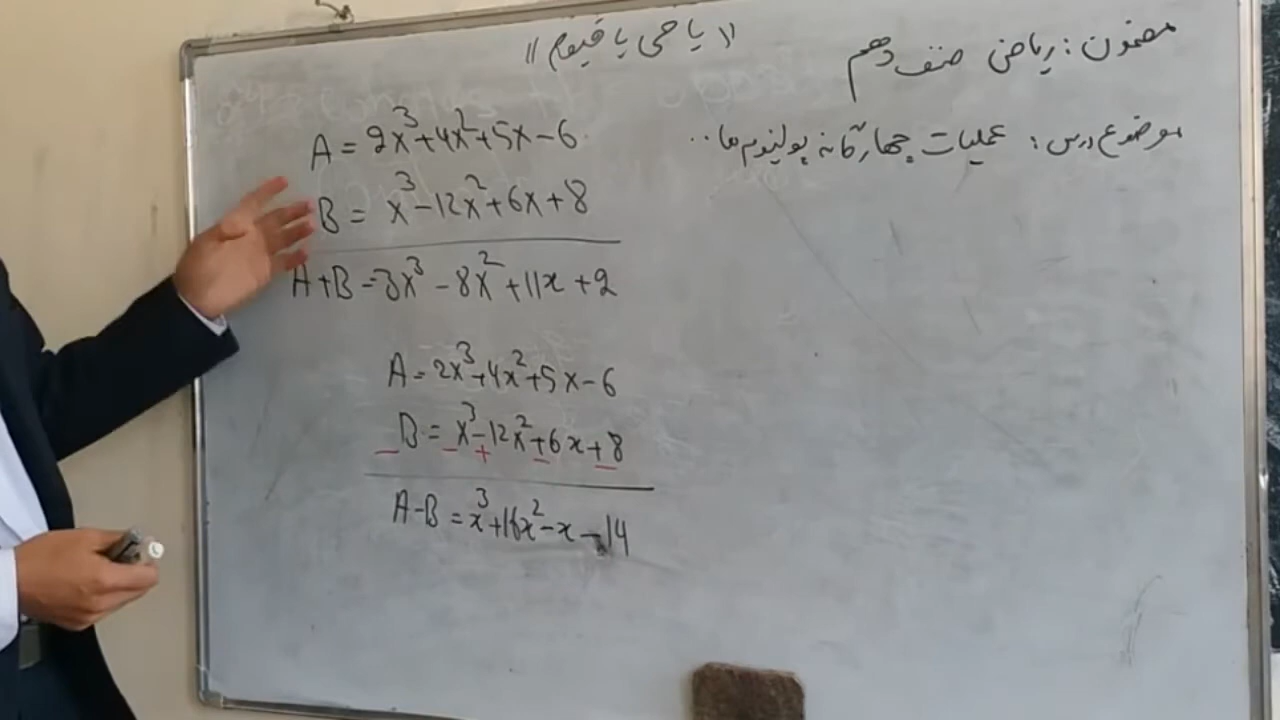 «یا حی یا قیوم»
مضمون: ریاضی صنف دهم
موضوع درس: عملیات چهارگانه پولینوم ها..
A = 2x³+4x²+5x-6
B = x³-12x²+6x+8
A+B=3x³-8x²+11x+2
A=2x³+4x²+5x-6
_ B = x³-12x²+6x+8
- + - -
A-B=x³+16x²-x-14